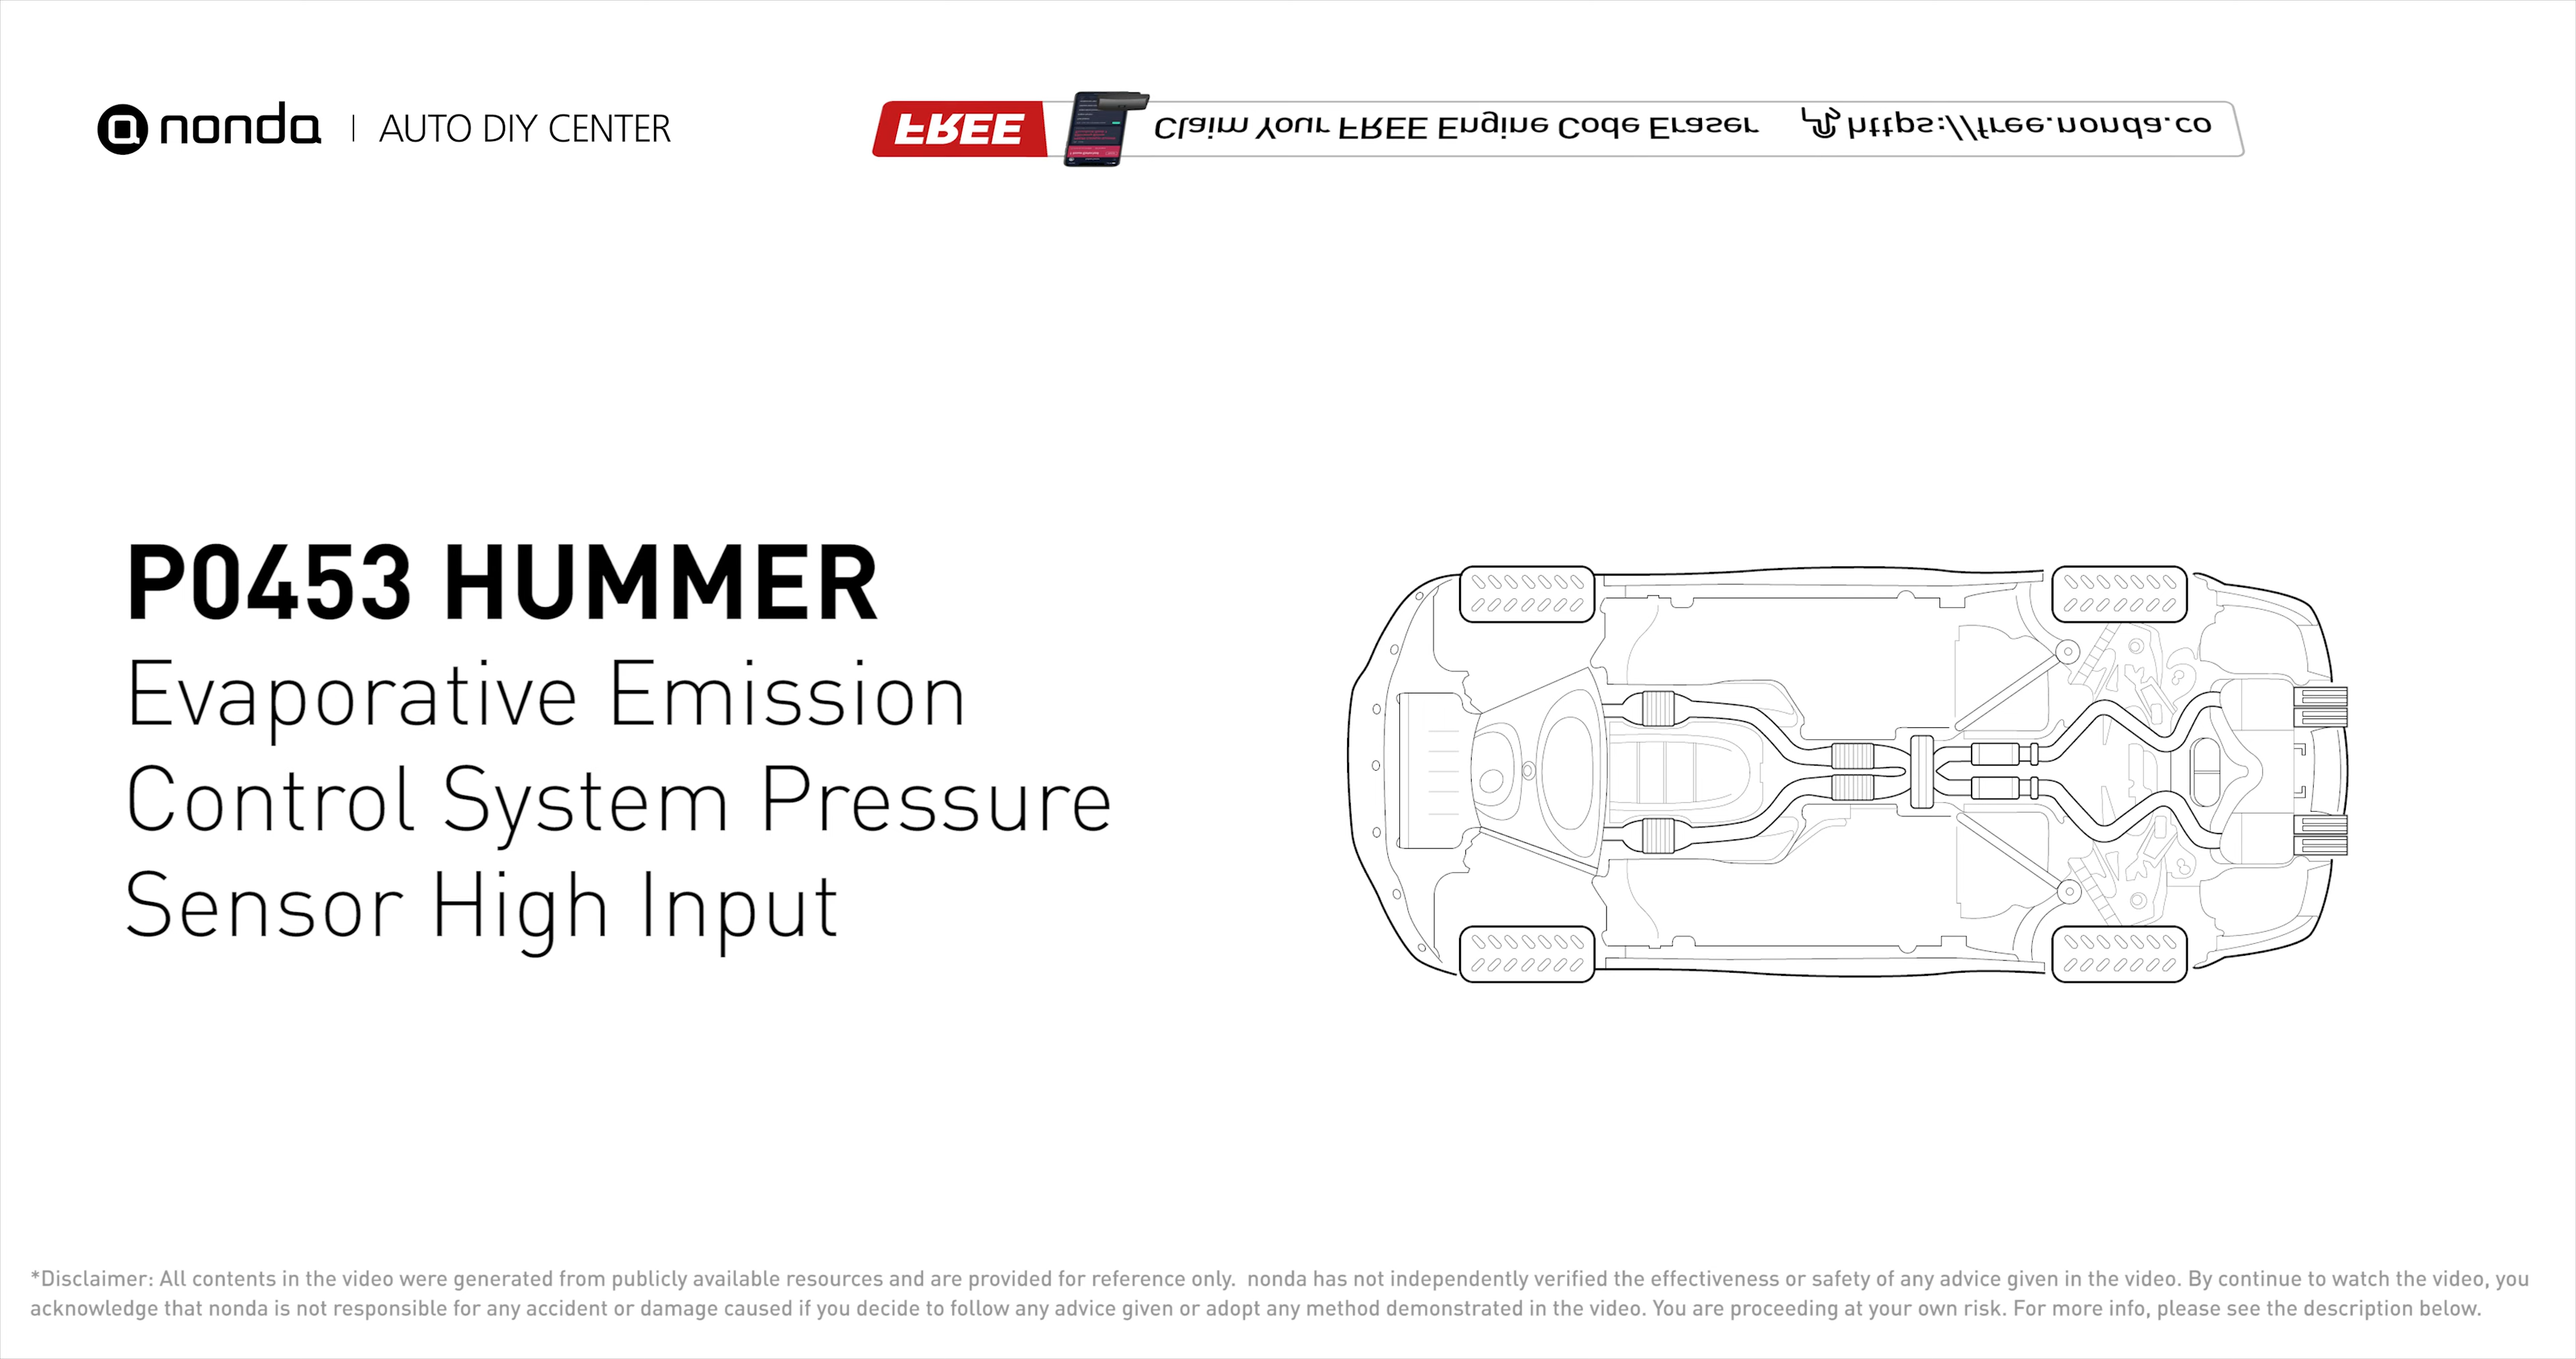 nonda | AUTO DIY CENTER
FREE Claim Your FREE Engine Code Eraser https://free.nonda.co
P0453 HUMMER
Evaporative Emission
Control System Pressure
Sensor High Input
*Disclaimer: All contents in the video were generated from publicly available resources and are provided for reference only. nonda has not independently verified the effectiveness or safety of any advice given in the video. By continue to watch the video, you
acknowledge that nonda is not responsible for any accident or damage caused if you decide to follow any advice given or adopt any method demonstrated in the video. You are proceeding at your own risk. For more info, please see the description below.